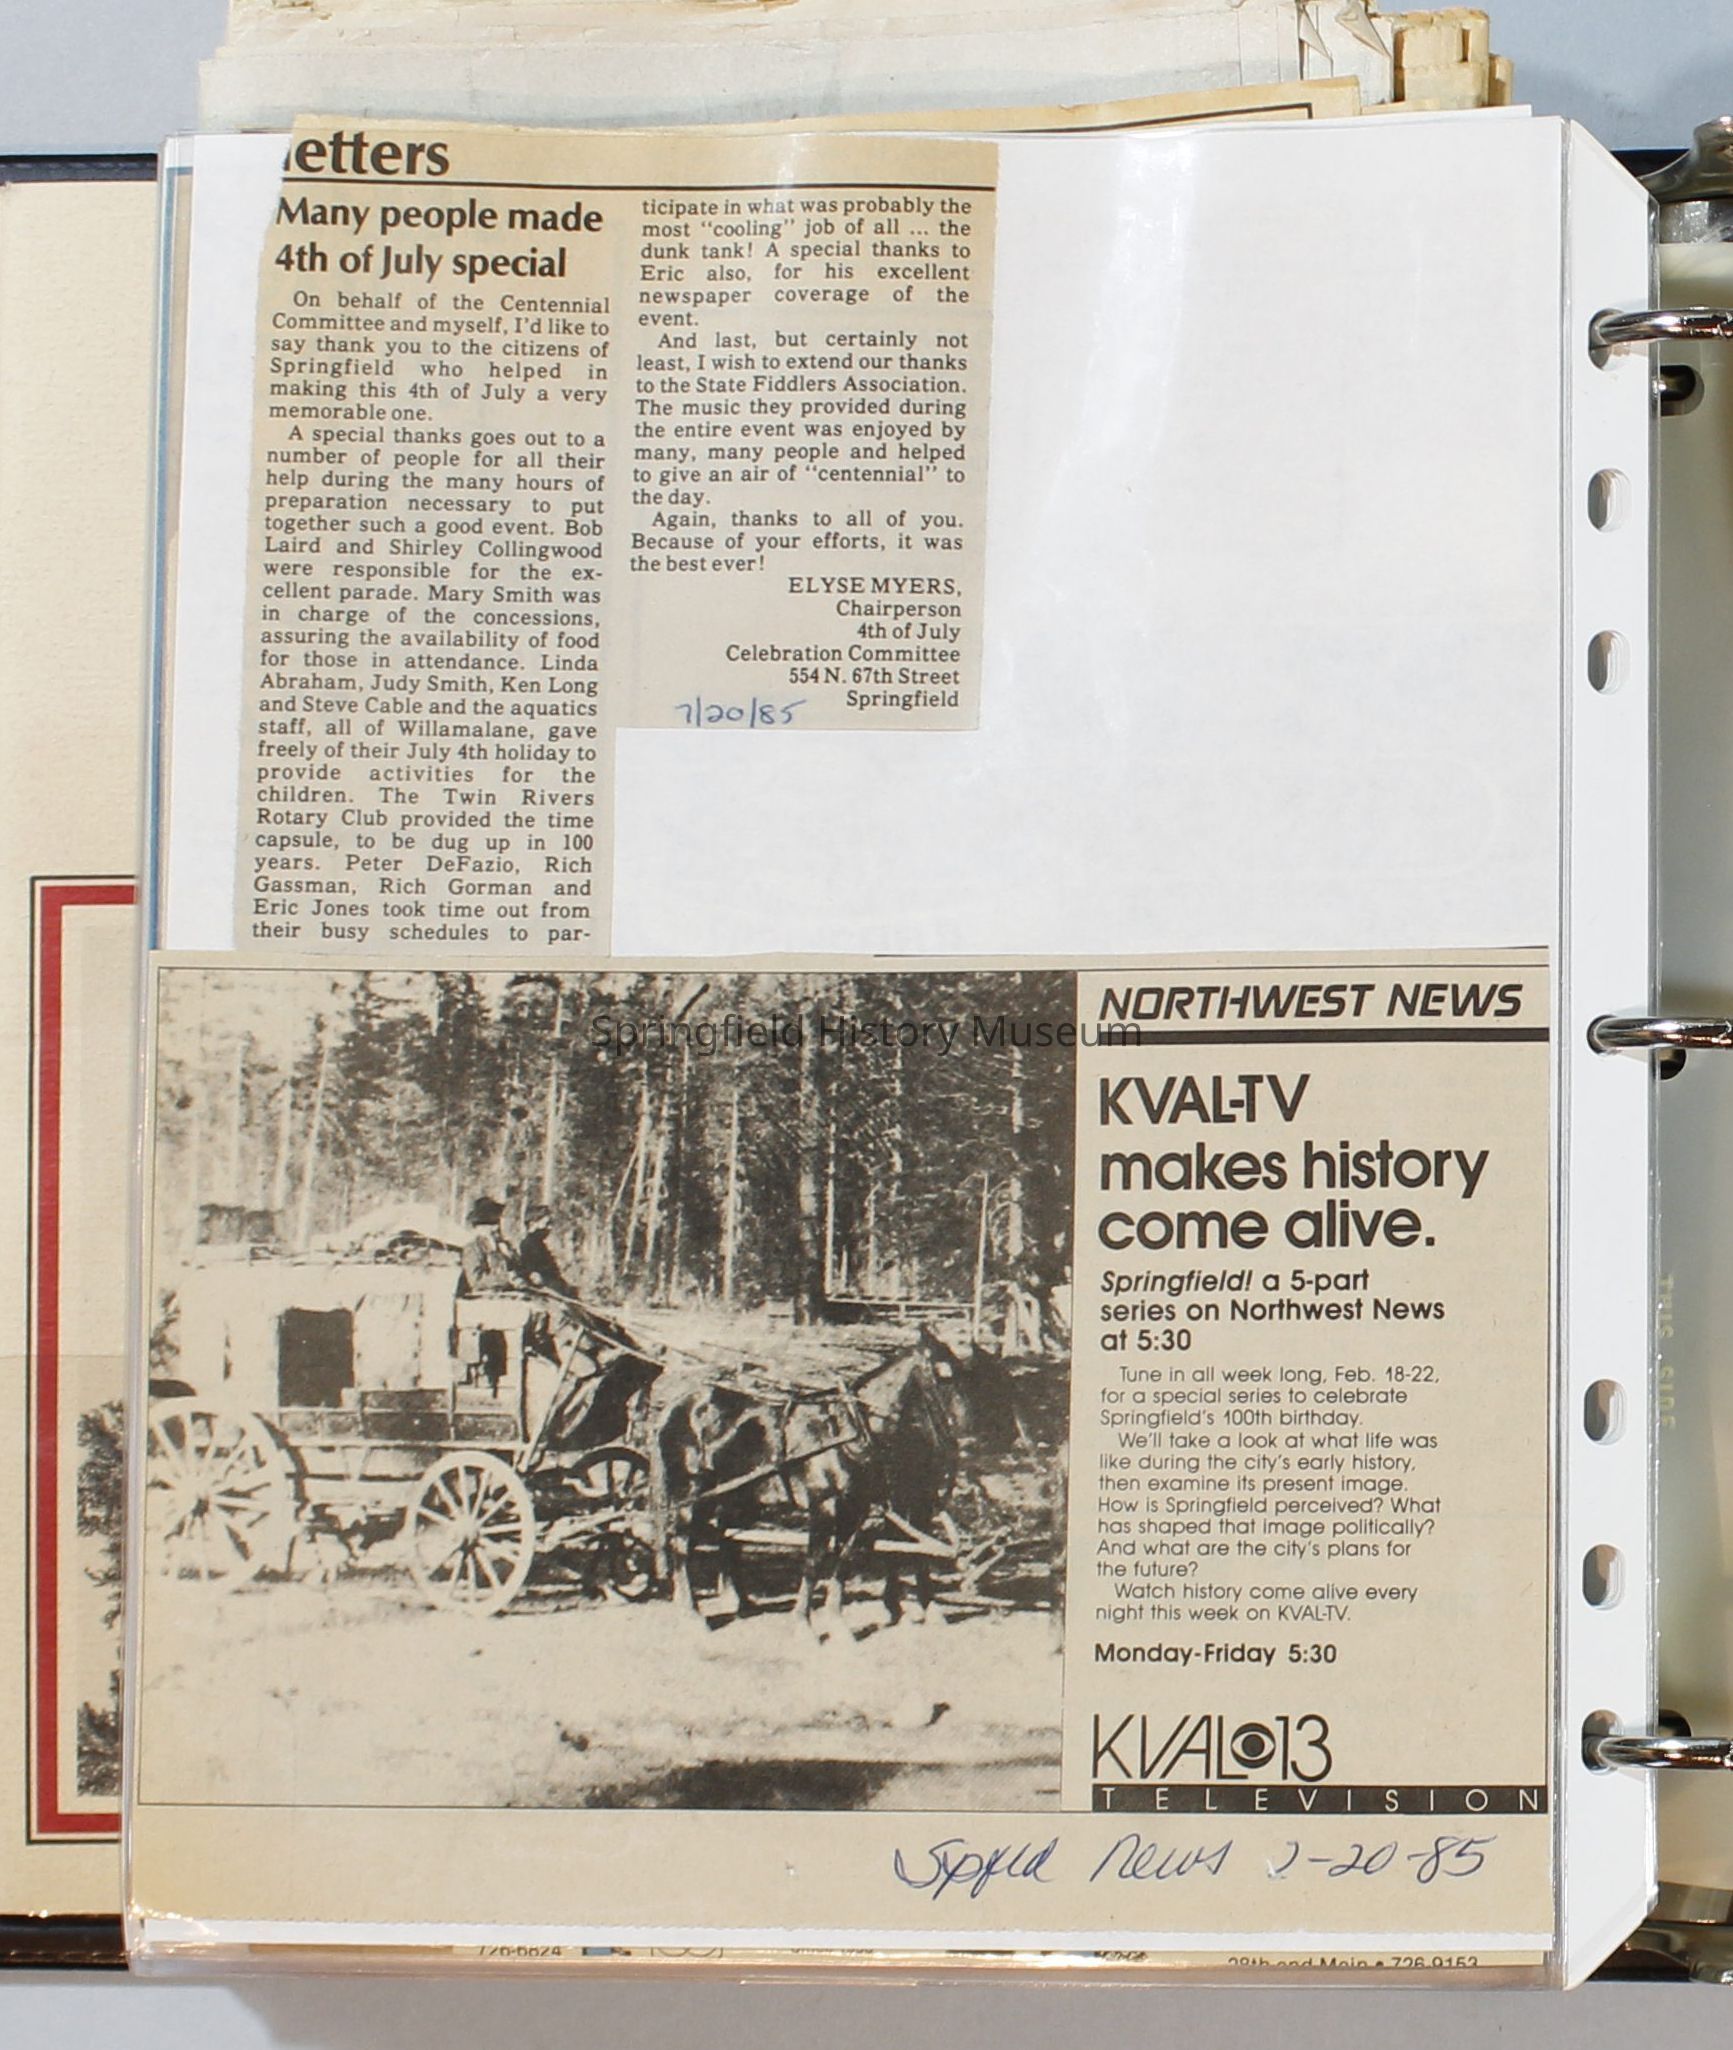 letters
Many people made
4th of July special
On behalf of the Centennial
Committee and myself, I'd like to
say thank you to the citizens of
Springfield who helped in
making this 4th of July a very
memorable one.
A special thanks goes out to a
number of people for all their
help during the many hours of
preparation necessary to put
together such a good event. Bob
Laird and Shirley Collingwood
were responsible for the ex-
cellent parade. Mary Smith was
in charge of the concessions,
assuring the availability of food
for those in attendance. Linda
Abraham, Judy Smith, Ken Long
and Steve Cable and the aquatics
staff, all of Willamalane, gave
freely of their July 4th holiday to
provide activities for the
children. The Twin Rivers
Rotary Club provided the time
capsule, to be dug up in 100
years. Peter DeFazio, Rich
Gassman, Rich Gorman and
Eric Jones took time out from
their busy schedules to par-
ticipate in what was probably the
most "cooling" job of all ... the
dunk tank! A special thanks to
Eric also, for his excellent
newspaper coverage of the
event.
And last, but certainly not
least, I wish to extend our thanks
to the State Fiddlers Association.
The music they provided during
the entire event was enjoyed by
many, many people and helped
to give an air of "centennial" to
the day.
Again, thanks to all of you.
Because of your efforts, it was
the best ever!
ELYSE MYERS,
Chairperson
4th of July
Celebration Committee
554 N. 67th Street
Springfield
7/20/85
Springfield History Museum
NORTHWEST NEWS
KVAL-TV
makes history
come alive.
Springfield! a 5-part
series on Northwest News
at 5:30
Tune in all week long, Feb. 18-22,
for a special series to celebrate
Springfield's 100th birthday.
We'll take a look at what life was
like during the city's early history,
then examine its present image.
How is Springfield perceived? What
has shaped that image politically?
And what are the city's plans for
the future?
Watch history come alive every
night this week on KVAL-TV.
Monday-Friday 5:30
KVAL 13
TELEVISION
Spfld News 2-20-85
726-6824
28th and Main • 726-9153
THIS SIDE